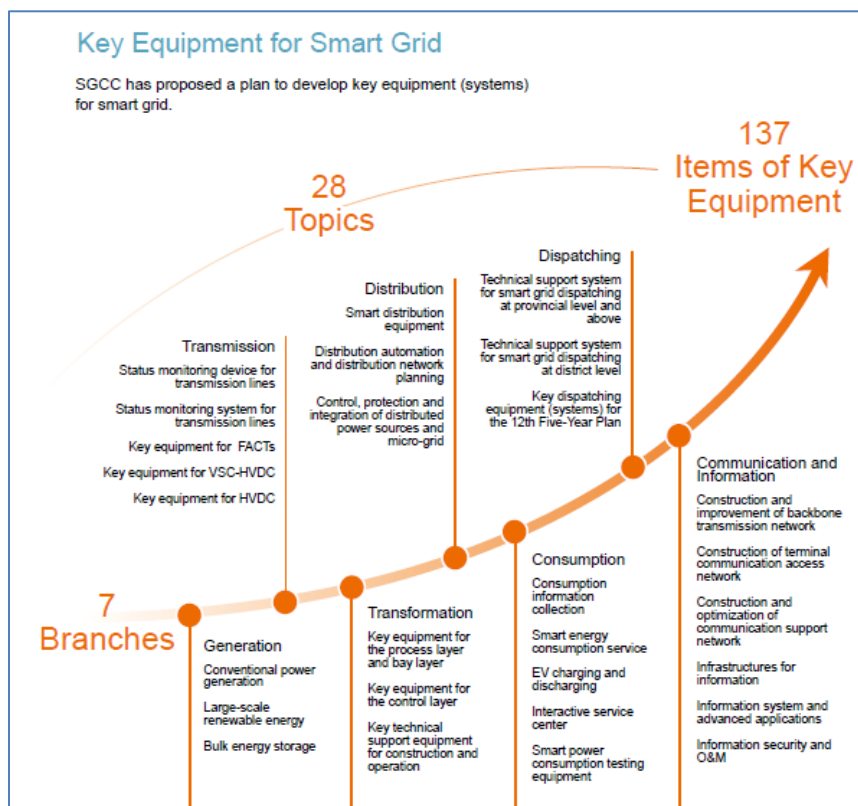 Key Equipment for Smart Grid
SGCC has proposed a plan to develop key equipment (systems)
for smart grid.
137
Items of Key
Equipment
28
Topics
7
Branches
Generation
Conventional power
generation
Large-scale
renewable energy
Bulk energy storage
Transmission
Status monitoring device for
transmission lines
Status monitoring system for
transmission lines
Key equipment for FACTs
Key equipment for VSC-HVDC
Key equipment for HVDC
Transformation
Key equipment for
the process layer
and bay layer
Key equipment for
the control layer
Key technical
support equipment
for construction and
operation
Distribution
Smart distribution
equipment
Distribution automation
and distribution network
planning
Control, protection and
integration of distributed
power sources and
micro-grid
Consumption
Consumption
information
collection
Smart energy
consumption service
EV charging and
discharging
Interactive service
center
Smart power
consumption testing
equipment
Dispatching
Technical support system
for smart grid dispatching
at provincial level and
above
Technical support system
for smart grid dispatching
at district level
Key dispatching
equipment (systems) for
the 12th Five-Year Plan
Communication and
Information
Construction and
improvement of backbone
transmission network
Construction of terminal
communication access
network
Construction and
optimization of
communication support
network
Infrastructures for
information
Information system and
advanced applications
Information security and
O&M